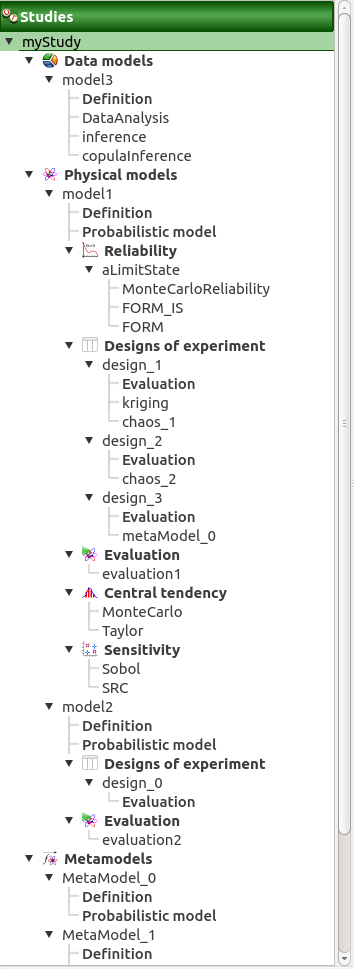 Studies
myStudy
Data models
model3
Definition
DataAnalysis
inference
copulaInference
Physical models
model1
Definition
Probabilistic model
Reliability
aLimitState
MonteCarloReliability
FORM_IS
FORM
Designs of experiment
design_1
Evaluation
kriging
chaos_1
design_2
Evaluation
chaos_2
design_3
Evaluation
metaModel_0
Evaluation
evaluation1
Central tendency
MonteCarlo
Taylor
Sensitivity
Sobol
SRC
model2
Definition
Probabilistic model
Designs of experiment
design_0
Evaluation
Evaluation
evaluation2
Metamodels
MetaModel_0
Definition
Probabilistic model
MetaModel_1
Definition